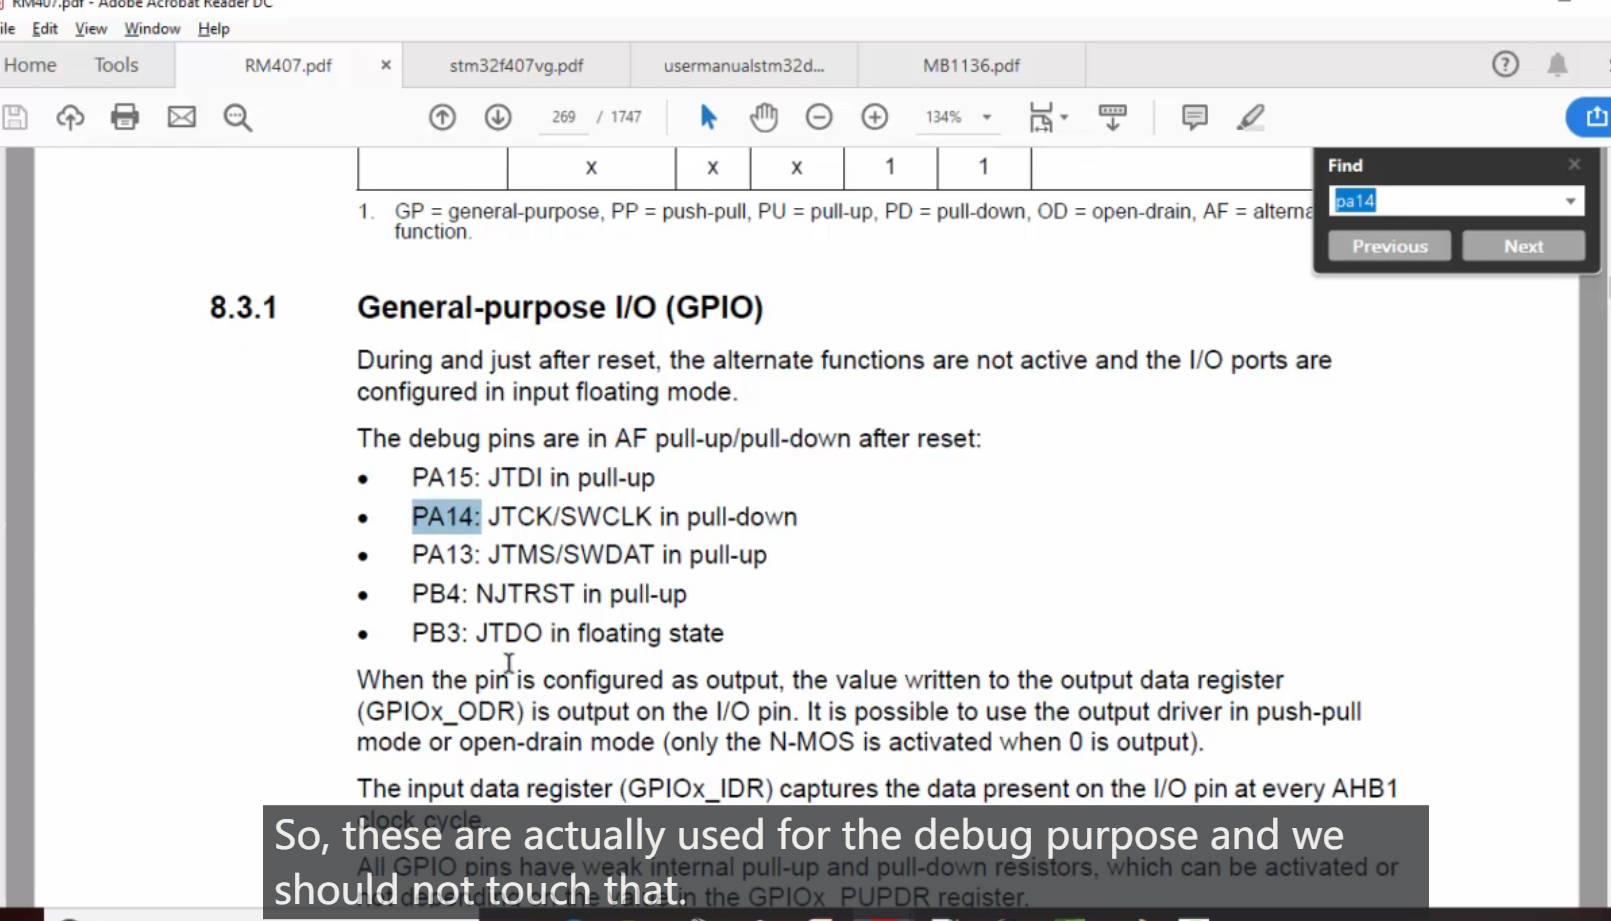 RM407.pdf - Adobe Acrobat Reader DC
ile Edit View Window Help
Home Tools RM407.pdf × stm32f407vg.pdf usermanualstm32d... MB1136.pdf
269 / 1747 134%
x x x 1 1
Find
pa14
Previous Next
1. GP = general-purpose, PP = push-pull, PU = pull-up, PD = pull-down, OD = open-drain, AF = alterna
function.
8.3.1 General-purpose I/O (GPIO)
During and just after reset, the alternate functions are not active and the I/O ports are
configured in input floating mode.
The debug pins are in AF pull-up/pull-down after reset:
• PA15: JTDI in pull-up
• PA14: JTCK/SWCLK in pull-down
• PA13: JTMS/SWDAT in pull-up
• PB4: NJTRST in pull-up
• PB3: JTDO in floating state
When the pin is configured as output, the value written to the output data register
(GPIOx_ODR) is output on the I/O pin. It is possible to use the output driver in push-pull
mode or open-drain mode (only the N-MOS is activated when 0 is output).
The input data register (GPIOx_IDR) captures the data present on the I/O pin at every AHB1
clock cycle.
So, these are actually used for the debug purpose and we
All GPIO pins have weak internal pull-up and pull-down resistors, which can be activated or
should not touch that.
not depending on the value in the GPIOx_PUPDR register.